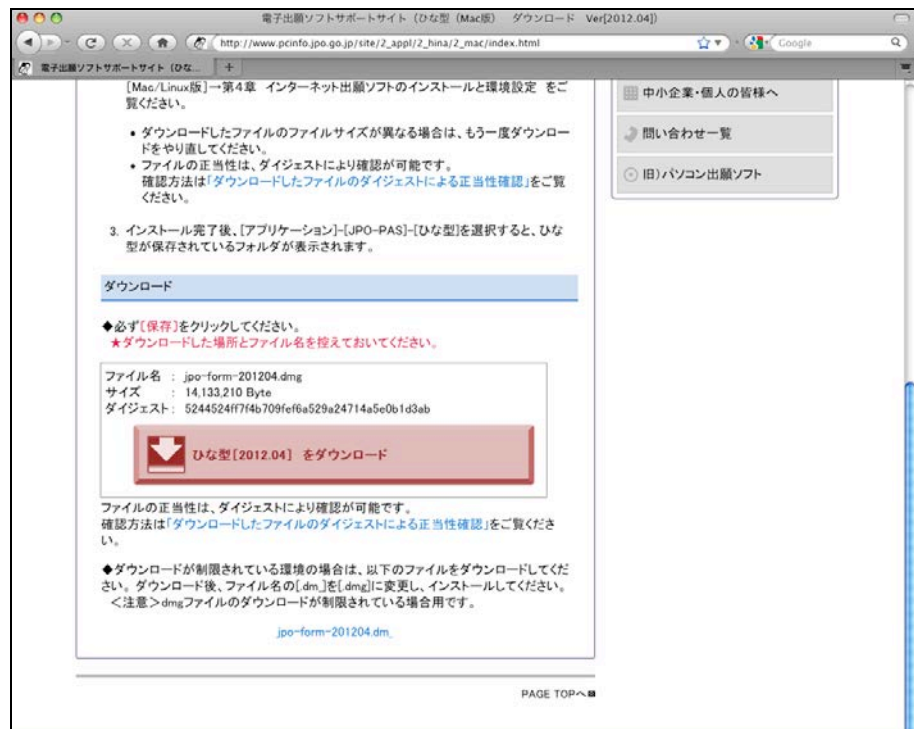 電子出願ソフトサポートサイト（ひな型（Mac版） ダウンロード Ver[2012.04]）
http://www.pcinfo.jpo.go.jp/site/2_appl/2_hina/2_mac/index.html
Google
電子出願ソフトサポートサイト（ひな...
[Mac/Linux版]→第4章 インターネット出願ソフトのインストールと環境設定 をご
覧ください。
• ダウンロードしたファイルのファイルサイズが異なる場合は、もう一度ダウンロー
ドをやり直してください。
• ファイルの正当性は、ダイジェストにより確認が可能です。
確認方法は「ダウンロードしたファイルのダイジェストによる正当性確認」をご覧
ください。
3. インストール完了後、[アプリケーション]-[JPO-PAS]-[ひな型]を選択すると、ひな
型が保存されているフォルダが表示されます。
ダウンロード
◆必ず[保存]をクリックしてください。
★ダウンロードした場所とファイル名を控えておいてください。
ファイル名 : jpo-form-201204.dmg
サイズ : 14,133,210 Byte
ダイジェスト: 5244524ff7f4b709fef6a529a24714a5e0b1d3ab
ひな型[2012.04] をダウンロード
ファイルの正当性は、ダイジェストにより確認が可能です。
確認方法は「ダウンロードしたファイルのダイジェストによる正当性確認」をご覧くださ
い。
◆ダウンロードが制限されている環境の場合は、以下のファイルをダウンロードしてくだ
さい。ダウンロード後、ファイル名の[.dm_]を[.dmg]に変更し、インストールしてください。
＜注意＞dmgファイルのダウンロードが制限されている場合用です。
jpo-form-201204.dm_
PAGE TOPへ
中小企業・個人の皆様へ
問い合わせ一覧
旧）パソコン出願ソフト